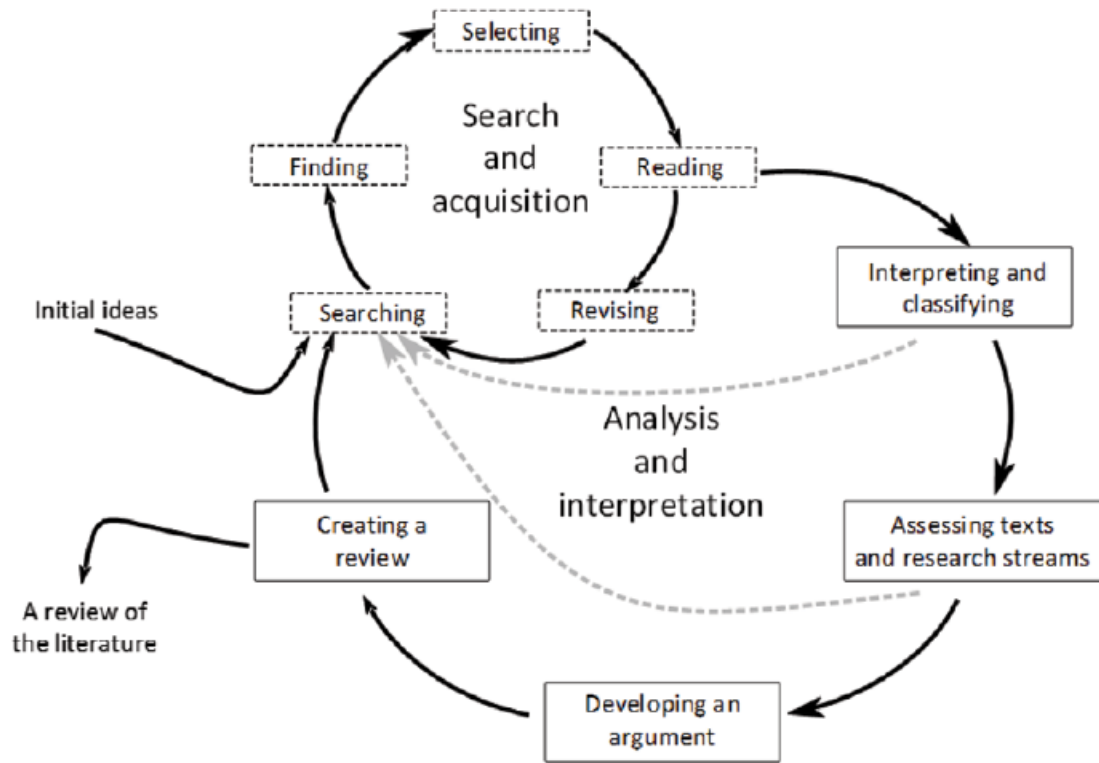 Selecting
Search
and
acquisition
Finding
Reading
Interpreting and
classifying
Initial ideas
Searching
Revising
Analysis
and
interpretation
Creating a
review
Assessing texts
and research streams
A review of
the literature
Developing an
argument